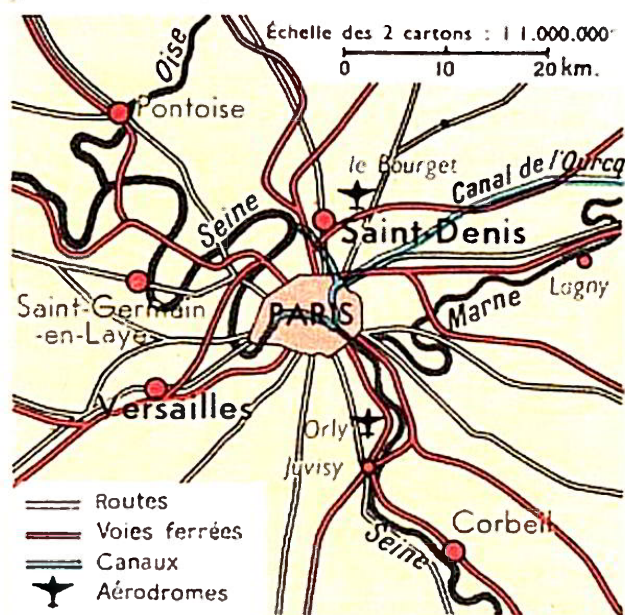 Échelle des 2 cartons : 1 1.000.000
0 10 20 km.
Oise
Pontoise
le Bourget
Canal de l'Ourcq
Seine
Saint-Denis
Lagny
Saint-Germain
-en-Laye
PARIS
Marne
Versailles
Orly
Juvisy
Corbeil
Seine
Routes
Voies ferrées
Canaux
Aérodromes